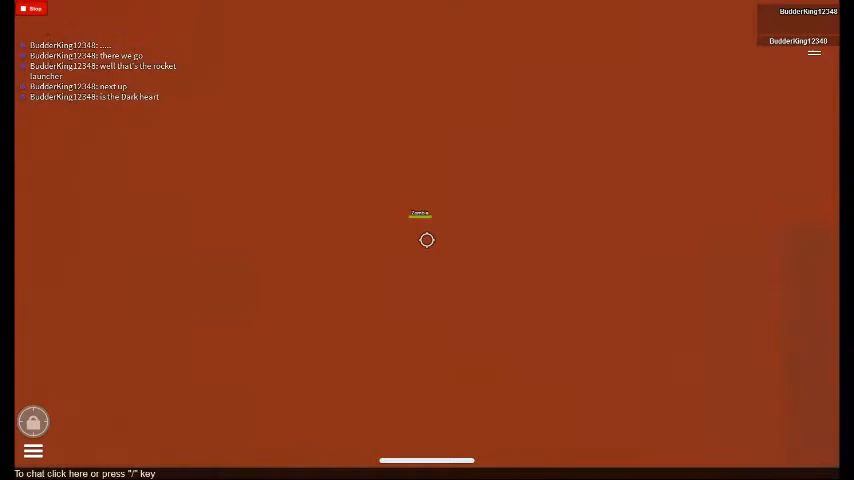 Stop
BudderKing12348
BudderKing12348
BudderKing12348: .....
BudderKing12348: there we go
BudderKing12348: well that's the rocket
launcher
BudderKing12348: next up
BudderKing12348: is the Dark heart
Zombie
To chat click here or press "/" key